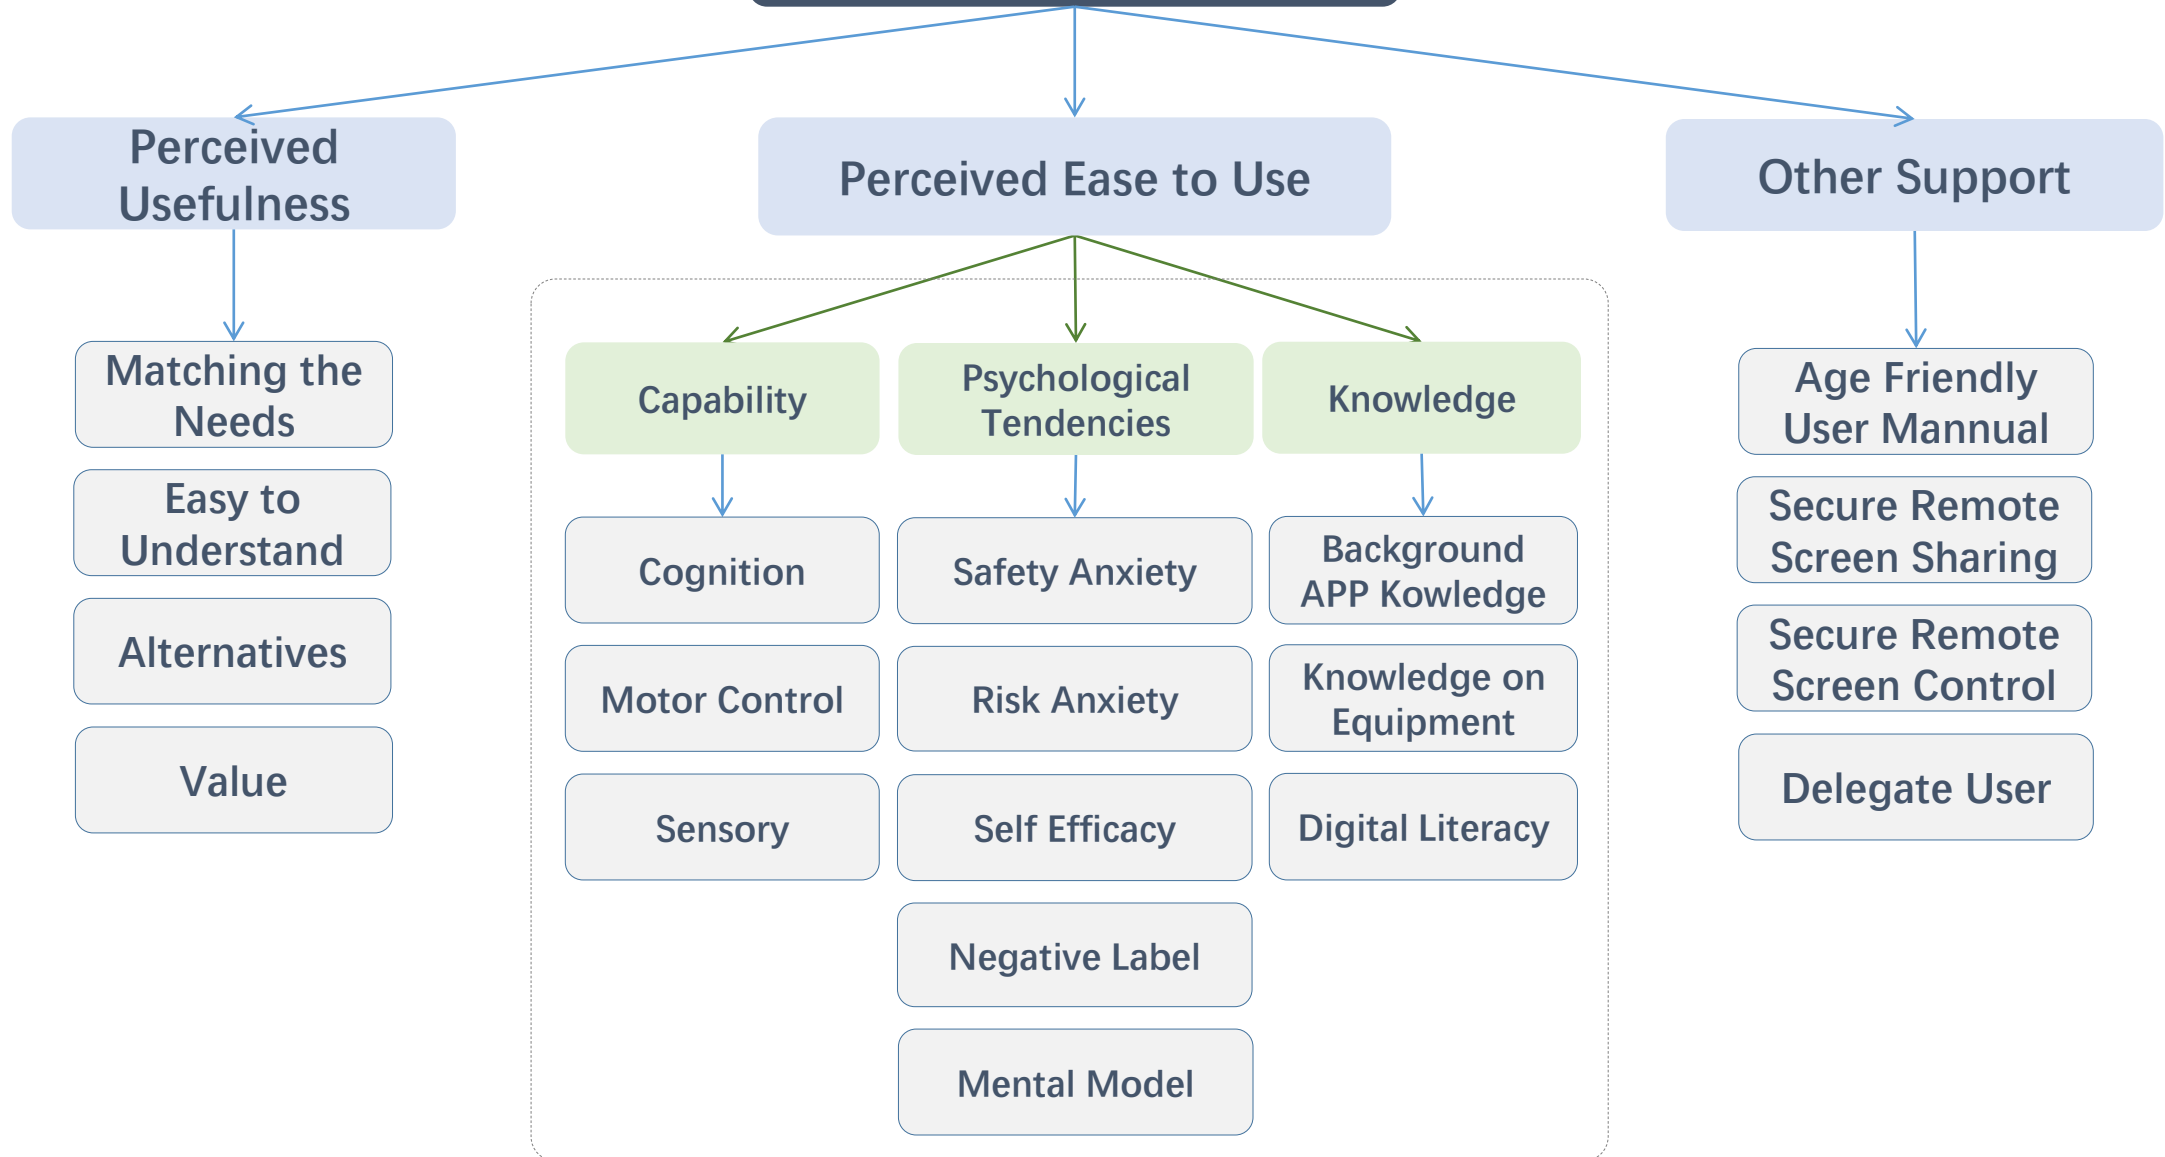 Perceived
Usefulness
Perceived Ease to Use
Other Support
Matching the
Needs
Easy to
Understand
Alternatives
Value
Capability
Psychological
Tendencies
Knowledge
Cognition
Motor Control
Sensory
Safety Anxiety
Risk Anxiety
Self Efficacy
Negative Label
Mental Model
Background
APP Kowledge
Knowledge on
Equipment
Digital Literacy
Age Friendly
User Mannual
Secure Remote
Screen Sharing
Secure Remote
Screen Control
Delegate User